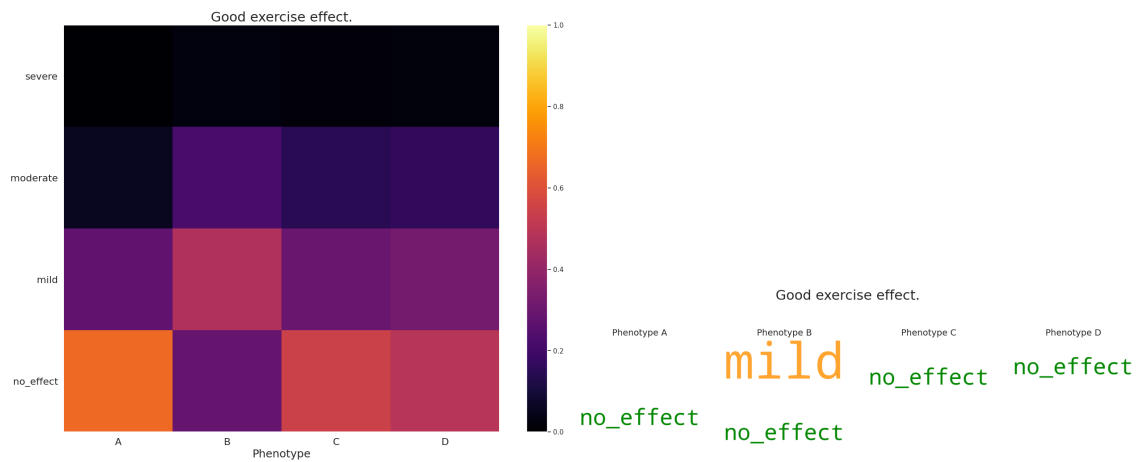 Good exercise effect.
severe
moderate
mild
no_effect
A B C D
Phenotype
1.0
0.8
0.6
0.4
0.2
0.0
Good exercise effect.
Phenotype A Phenotype B Phenotype C Phenotype D
mild
no_effect
no_effect
no_effect
no_effect